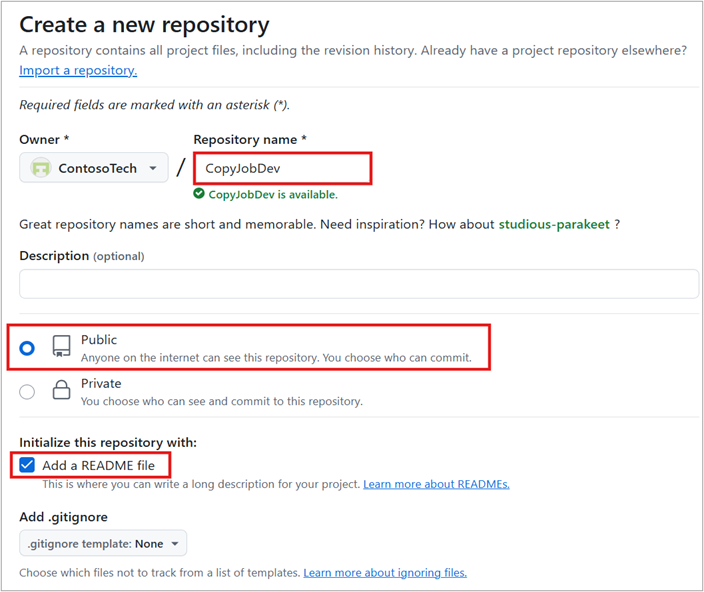 Create a new repository
A repository contains all project files, including the revision history. Already have a project repository elsewhere?
Import a repository.
Required fields are marked with an asterisk (*).
Owner * Repository name *
ContosoTech / CopyJobDev
CopyJobDev is available.
Great repository names are short and memorable. Need inspiration? How about studious-parakeet ?
Description (optional)
Public
Anyone on the internet can see this repository. You choose who can commit.
Private
You choose who can see and commit to this repository.
Initialize this repository with:
Add a README file
This is where you can write a long description for your project. Learn more about READMEs.
Add .gitignore
.gitignore template: None
Choose which files not to track from a list of templates. Learn more about ignoring files.